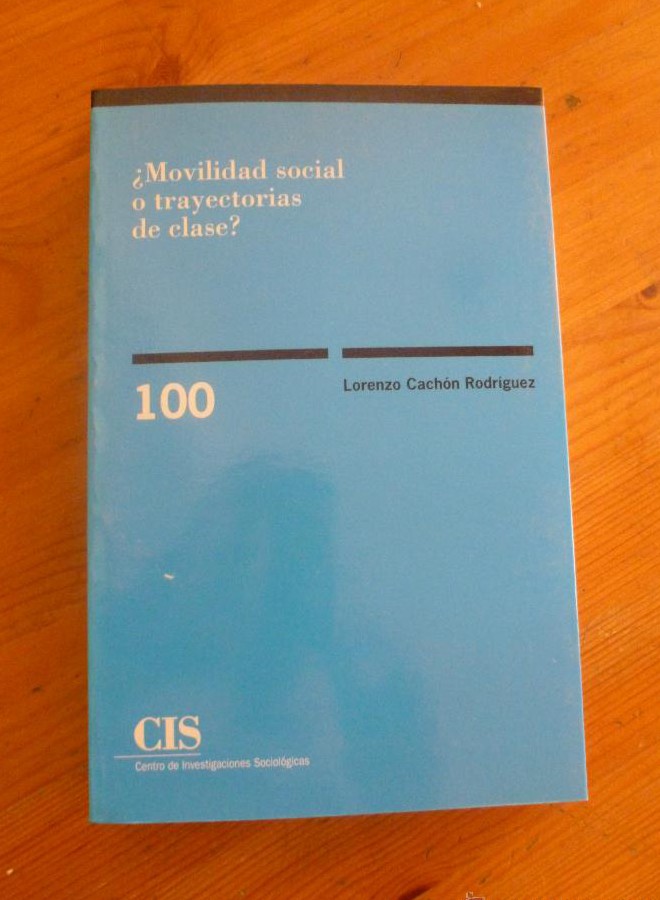 ¿Movilidad social
o trayectorias
de clase?
100
Lorenzo Cachón Rodríguez
CIS
Centro de Investigaciones Sociológicas